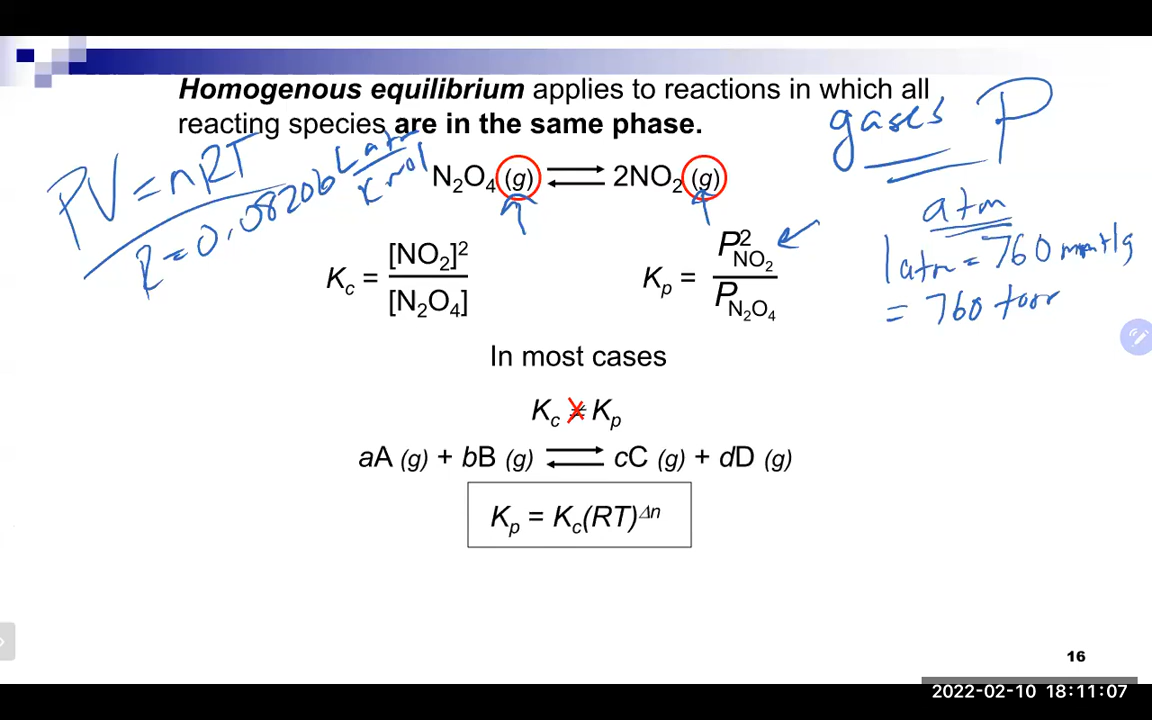 Homogenous equilibrium applies to reactions in which all
reacting species are in the same phase.
gases P
PV = nRT
R = 0.08206 L atm / K mol
N₂O₄ (g) ⇌ 2NO₂ (g)
atm
1 atm = 760 mmHg
= 760 torr
Kc = [NO₂]² / [N₂O₄]
Kp = P²NO₂ / PN₂O₄
In most cases
Kc ≠ Kp
aA (g) + bB (g) ⇌ cC (g) + dD (g)
Kp = Kc(RT)^Δn
16
2022-02-10 18:11:07